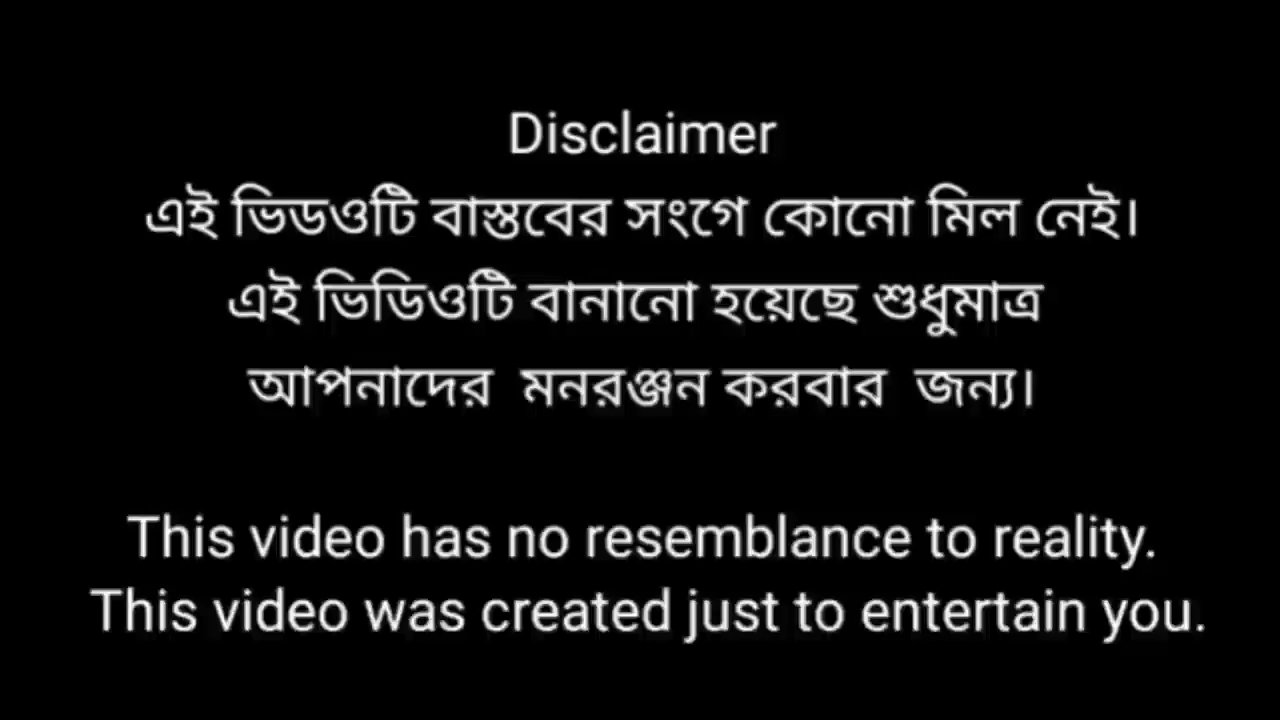 Disclaimer
এই ভিডওটি বাস্তবের সংগে কোনো মিল নেই।
এই ভিডিওটি বানানো হয়েছে শুধুমাত্র
আপনাদের মনরঞ্জন করবার জন্য।
This video has no resemblance to reality.
This video was created just to entertain you.